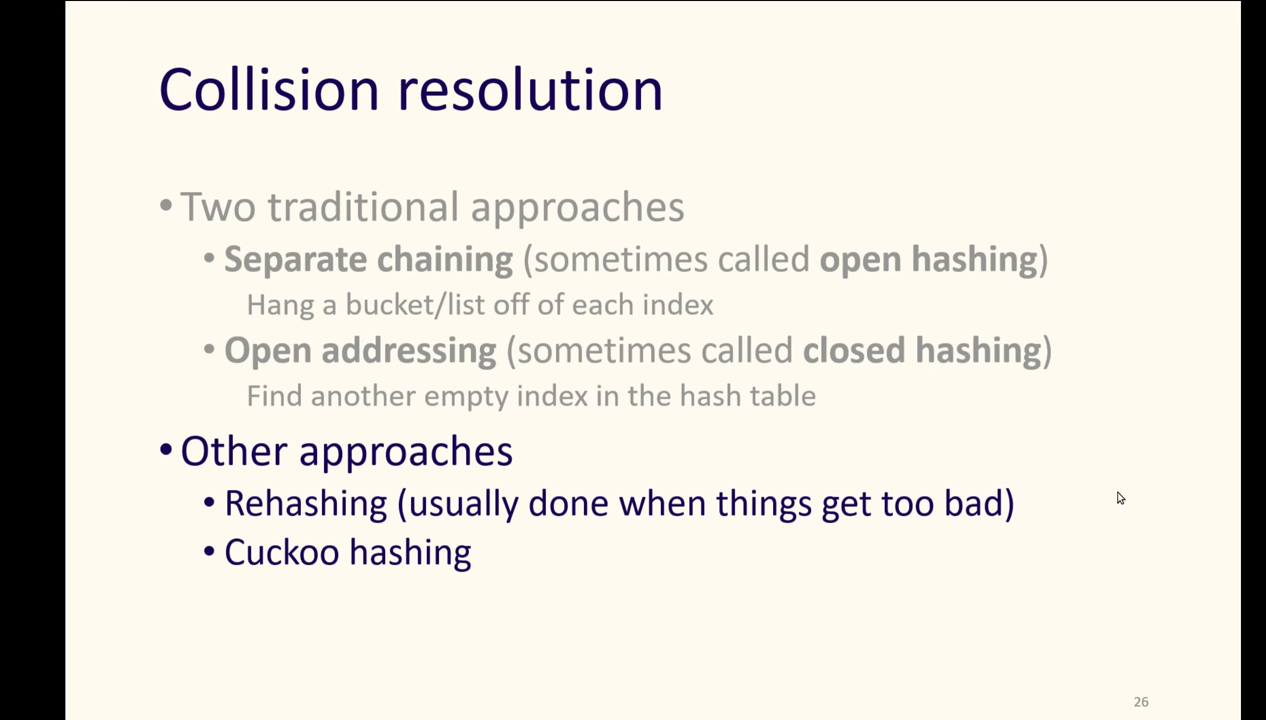 Collision resolution
• Two traditional approaches
• Separate chaining (sometimes called open hashing)
Hang a bucket/list off of each index
• Open addressing (sometimes called closed hashing)
Find another empty index in the hash table
• Other approaches
• Rehashing (usually done when things get too bad)
• Cuckoo hashing
26